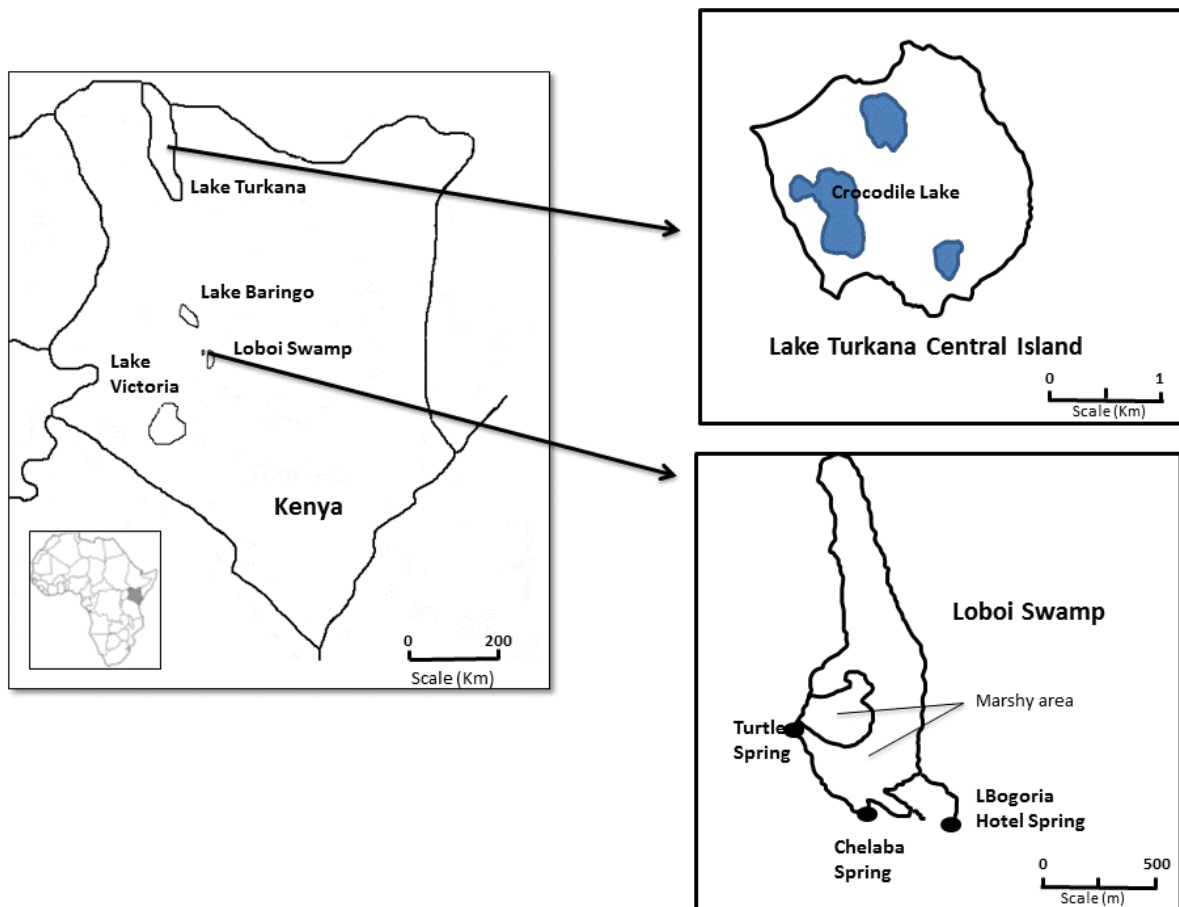 Lake Turkana
Lake Baringo
Loboi Swamp
Lake
Victoria
Kenya
0 200
Scale (Km)
Crocodile Lake
Lake Turkana Central Island
0 1
Scale (Km)
Loboi Swamp
Marshy area
Turtle
Spring
LBogoria
Hotel Spring
Chelaba
Spring
0 500
Scale (m)